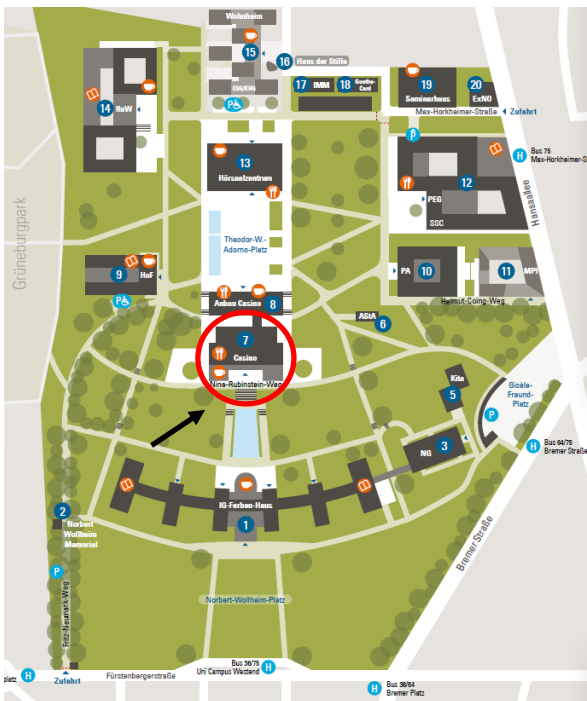 Wohnheim
15
16 Haus der Stille
ESG/KHG
17 IMM
18 Goethe-
Card
19
Seminarhaus
20
ExNO
14 RuW
Max-Horkheimer-Straße
Zufahrt
P
H Bus 75
Max-Horkheimer-S
13
Hörsaalzentrum
12
PEG
SSC
Hansaallee
Grüneburgpark
Theodor-W.-
Adorno-Platz
9 HoF
P
PA 10
11 MPI
Helmut-Coing-Weg
Anbau Casino 8
AStA
6
7
Casino
Nina-Rubinstein-Weg
Kita
5
Gisèle-
Freund-
Platz
P
3
NG
H Bus 64/75
Bremer Straße
IG-Farben-Haus
1
2
Norbert
Wollheim
Memorial
P
Fritz-Neumark-Weg
Bremer Straße
Norbert-Wollheim-Platz
platz H
Zufahrt
Fürstenbergerstraße
Bus 36/75
Uni Campus Westend
H
H Bus 36/64
Bremer Platz